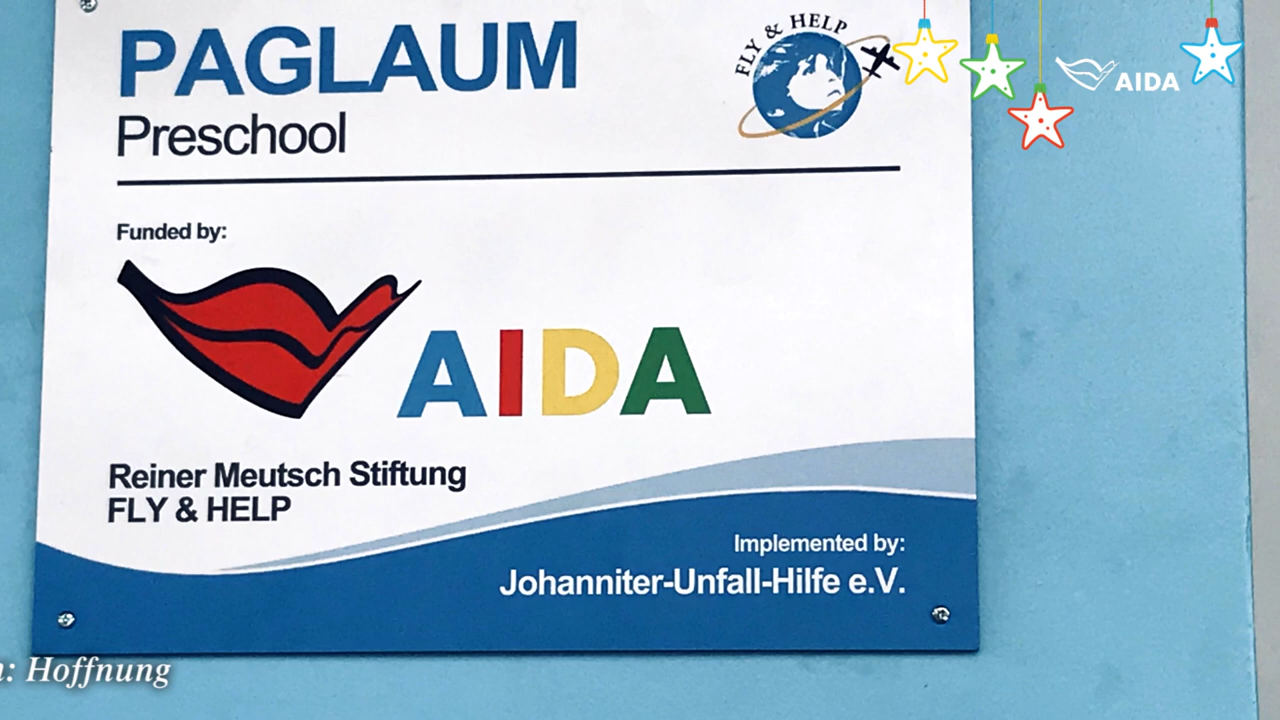 PAGLAUM
Preschool
FLY & HELP
AIDA
Funded by:
AIDA
Reiner Meutsch Stiftung
FLY & HELP
Implemented by:
Johanniter-Unfall-Hilfe e.V.
: Hoffnung